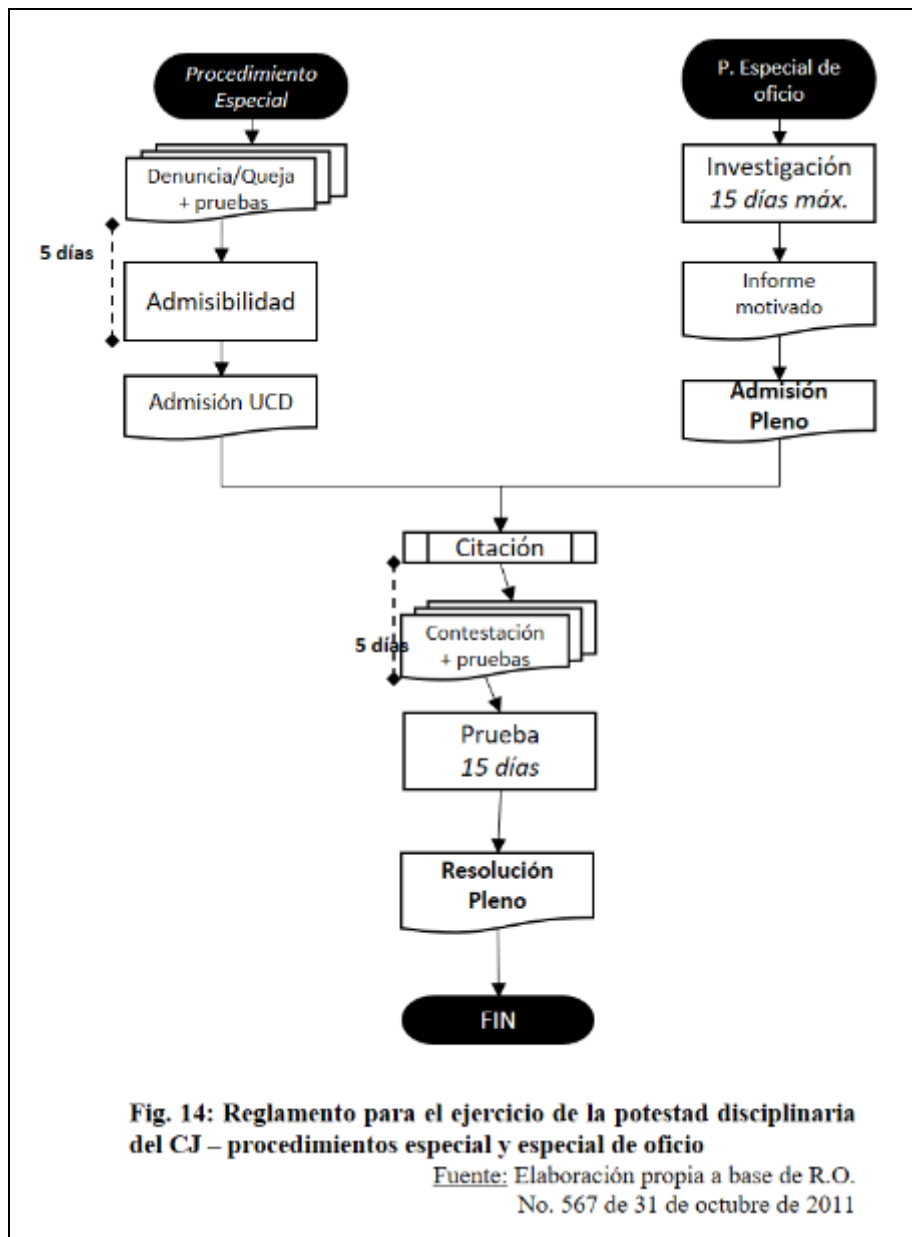 Procedimiento
Especial
Denuncia/Queja
+ pruebas
5 días
Admisibilidad
Admisión UCD
P. Especial de
oficio
Investigación
15 días máx.
Informe
motivado
Admisión
Pleno
Citación
5 días
Contestación
+ pruebas
Prueba
15 días
Resolución
Pleno
FIN
Fig. 14: Reglamento para el ejercicio de la potestad disciplinaria
del CJ – procedimientos especial y especial de oficio
Fuente: Elaboración propia a base de R.O.
No. 567 de 31 de octubre de 2011